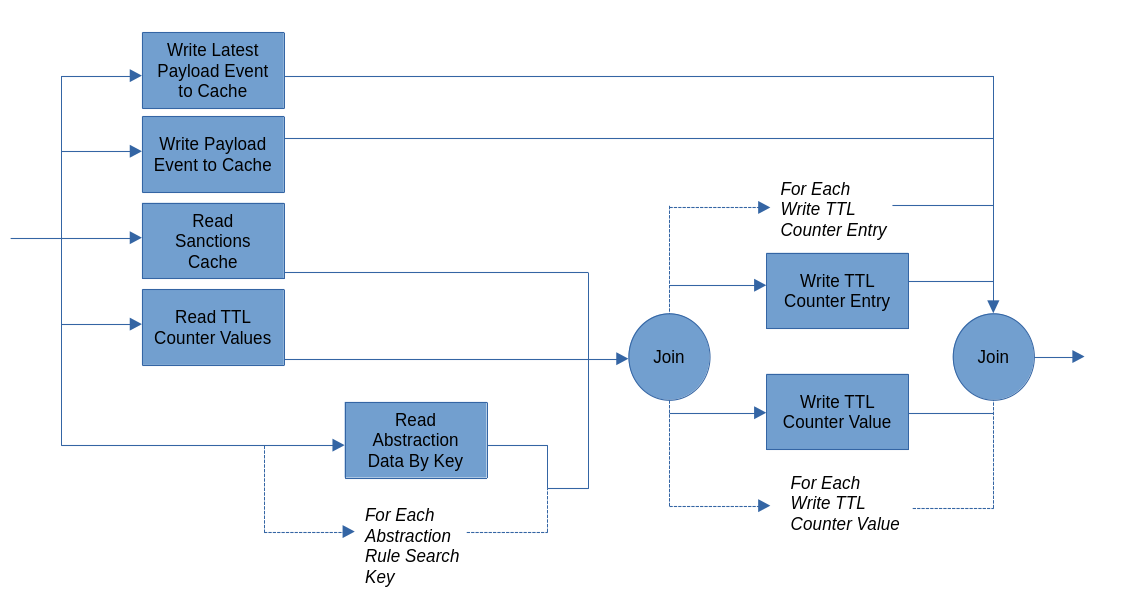 Write Latest
Payload Event
to Cache
Write Payload
Event to Cache
Read
Sanctions
Cache
Read TTL
Counter Values
Read
Abstraction
Data By Key
For Each
Abstraction
Rule Search
Key
Join
For Each
Write TTL
Counter Entry
Write TTL
Counter Entry
Write TTL
Counter Value
For Each
Write TTL
Counter Value
Join